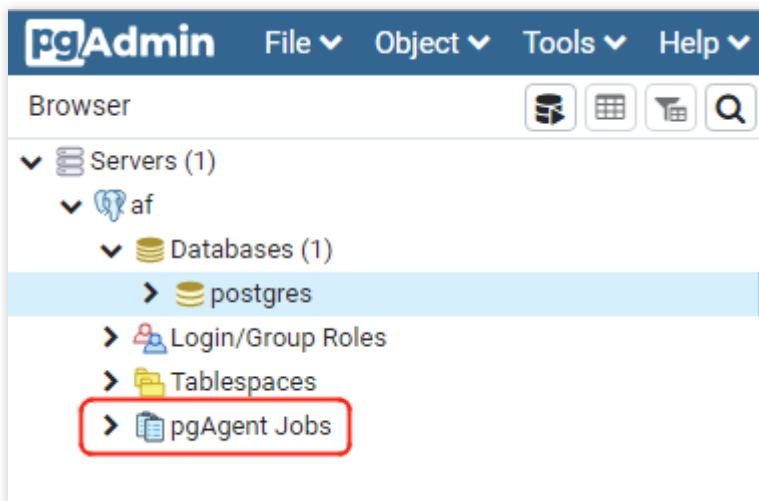 pgAdmin File Object Tools Help
Browser
Servers (1)
af
Databases (1)
postgres
Login/Group Roles
Tablespaces
pgAgent Jobs